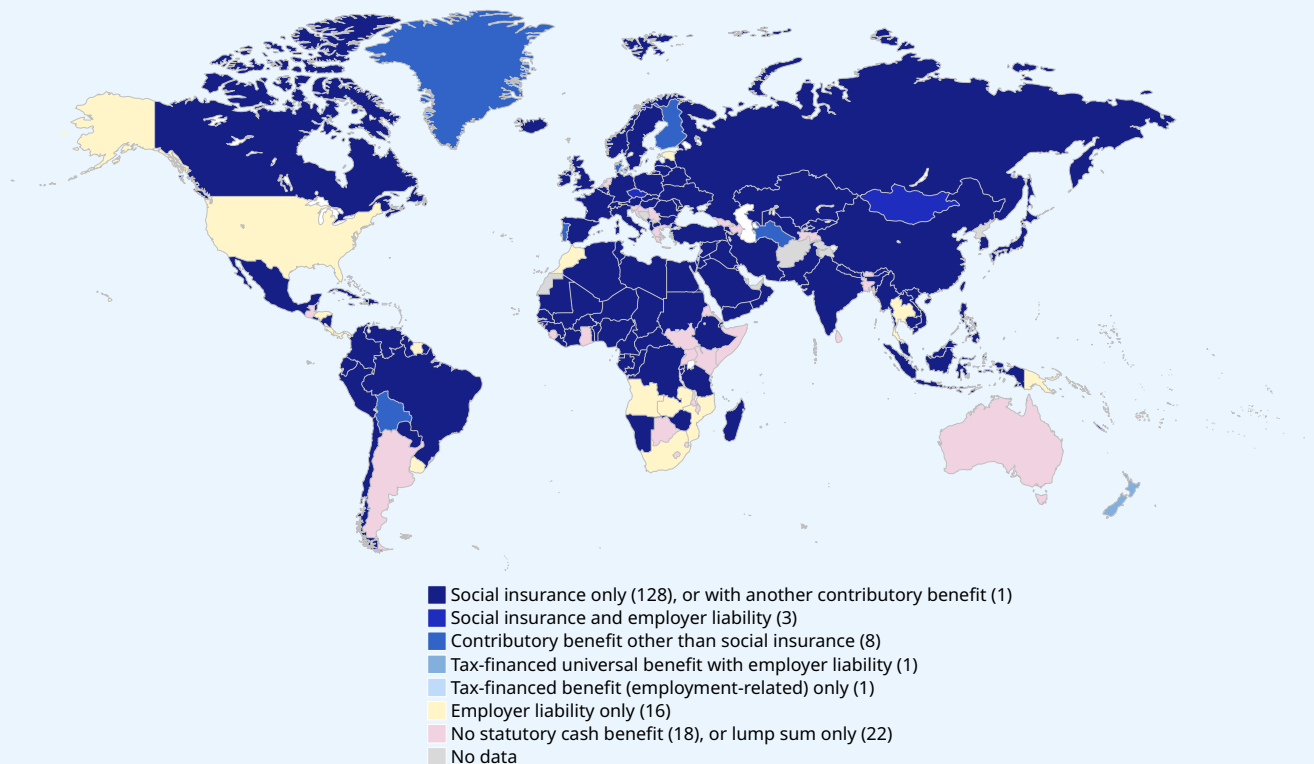 Social insurance only (128), or with another contributory benefit (1)
Social insurance and employer liability (3)
Contributory benefit other than social insurance (8)
Tax-financed universal benefit with employer liability (1)
Tax-financed benefit (employment-related) only (1)
Employer liability only (16)
No statutory cash benefit (18), or lump sum only (22)
No data